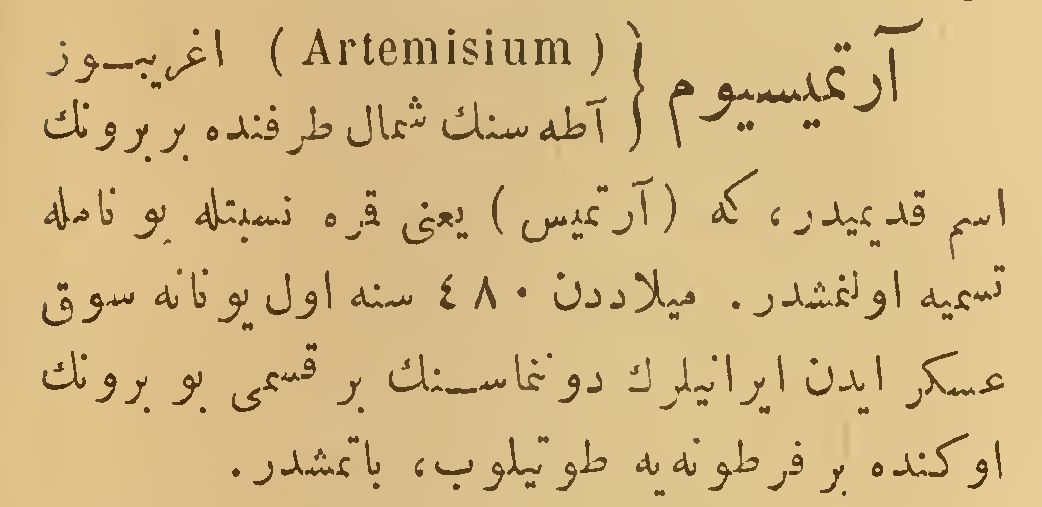 آرتمیسیوم } (Artemisium) اغریبـوز
آطه سنك شمال طرفنده بر برونك
اسم قدیمیدر، که (آرتمیس) یعنی قره نسبتله بو نامله
تسمیه اولنمشدر. میلاددن ٤٨٠ سنه اول یونانه سوق
عسکر ایدن ایرانیلرك دوننماسـنك بر قسمی بو برونك
اوکنده بر فرطونه یه طوتیلوب، باتمشدر.